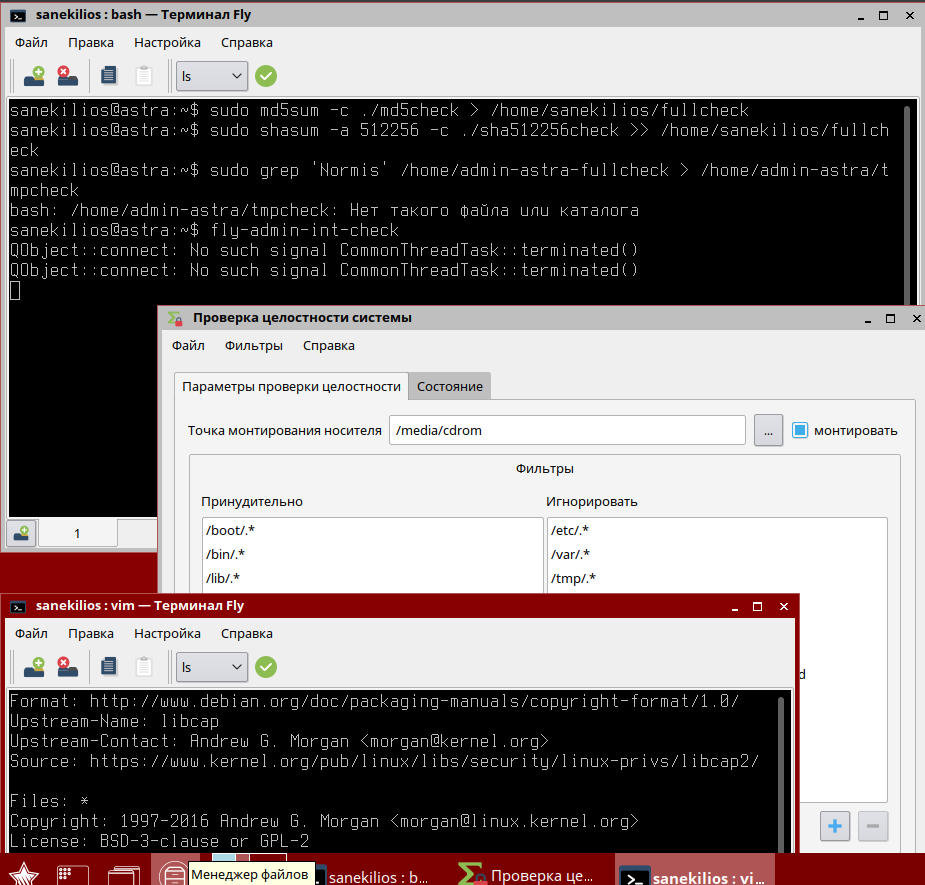 sanekilios : bash — Терминал Fly
Файл Правка Настройка Справка
ls
sanekilios@astra:~$ sudo md5sum -c ./md5check > /home/sanekilios/fullcheck
sanekilios@astra:~$ sudo shasum -a 512256 -c ./sha512256check >> /home/sanekilios/fullch
eck
sanekilios@astra:~$ sudo grep 'Normis' /home/admin-astra-fullcheck > /home/admin-astra/t
mpcheck
bash: /home/admin-astra/tmpcheck: Нет такого файла или каталога
sanekilios@astra:~$ fly-admin-int-check
QObject::connect: No such signal CommonThreadTask::terminated()
QObject::connect: No such signal CommonThreadTask::terminated()
1
Проверка целостности системы
Файл Фильтры Справка
Параметры проверки целостности Состояние
Точка монтирования носителя /media/cdrom ... монтировать
Фильтры
Принудительно Игнорировать
/boot/.* /etc/.*
/bin/.* /var/.*
/lib/.* /tmp/.*
d
sanekilios : vim — Терминал Fly
Файл Правка Настройка Справка
ls
Format: http://www.debian.org/doc/packaging-manuals/copyright-format/1.0/
Upstream-Name: libcap
Upstream-Contact: Andrew G. Morgan <morgan@kernel.org>
Source: https://www.kernel.org/pub/linux/libs/security/linux-privs/libcap2/
Files: *
Copyright: 1997-2016 Andrew G. Morgan <morgan@linux.kernel.org>
License: BSD-3-clause or GPL-2
Менеджер файлов sanekilios : b... Проверка це... sanekilios : vi...